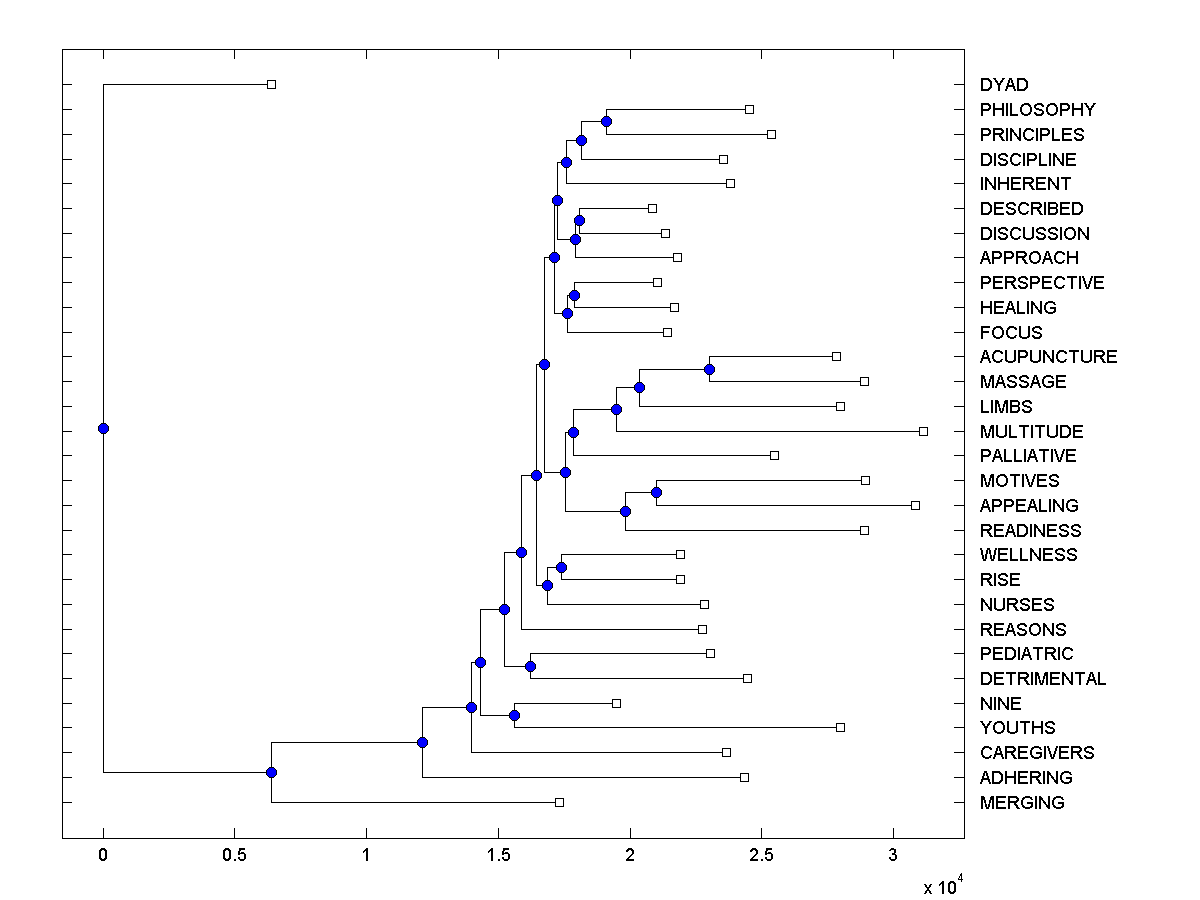 DYAD
PHILOSOPHY
PRINCIPLES
DISCIPLINE
INHERENT
DESCRIBED
DISCUSSION
APPROACH
PERSPECTIVE
HEALING
FOCUS
ACUPUNCTURE
MASSAGE
LIMBS
MULTITUDE
PALLIATIVE
MOTIVES
APPEALING
READINESS
WELLNESS
RISE
NURSES
REASONS
PEDIATRIC
DETRIMENTAL
NINE
YOUTHS
CAREGIVERS
ADHERING
MERGING
0 0.5 1 1.5 2 2.5 3
x 10^4